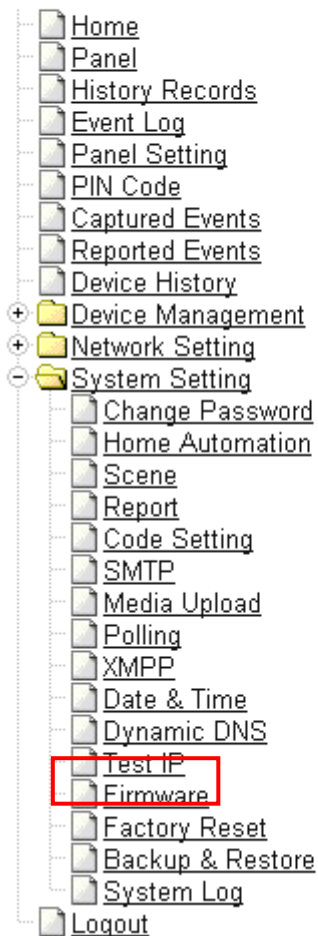 Home
Panel
History Records
Event Log
Panel Setting
PIN Code
Captured Events
Reported Events
Device History
Device Management
Network Setting
System Setting
Change Password
Home Automation
Scene
Report
Code Setting
SMTP
Media Upload
Polling
XMPP
Date & Time
Dynamic DNS
Test IP
Firmware
Factory Reset
Backup & Restore
System Log
Logout